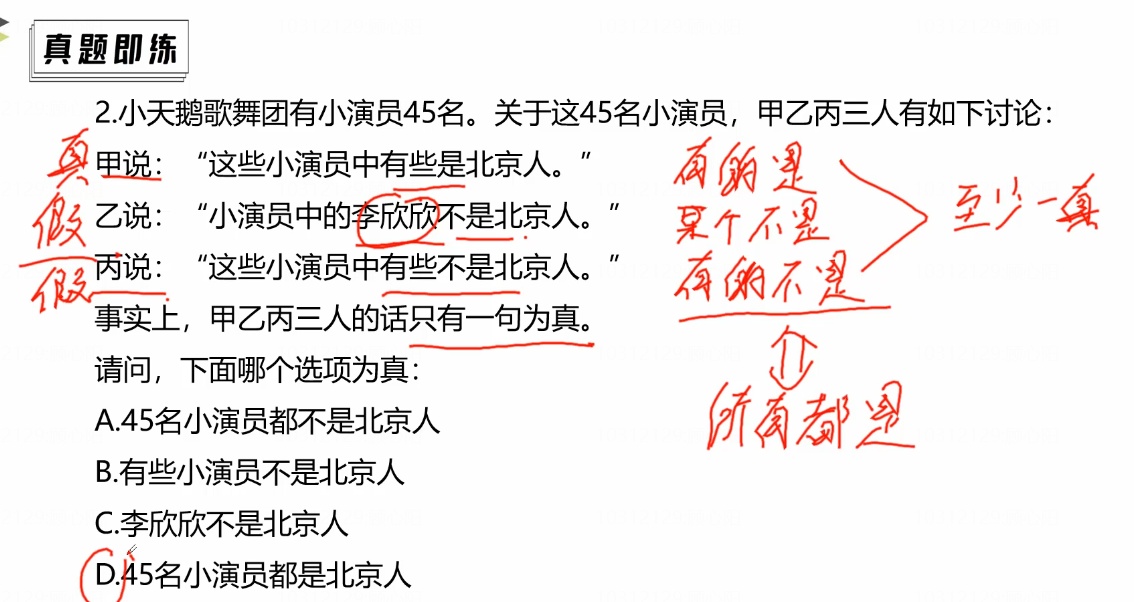 真题即练
2.小天鹅歌舞团有小演员45名。关于这45名小演员，甲乙丙三人有如下讨论：
真 甲说：“这些小演员中有些是北京人。” 有的是
假 乙说：“小演员中的李欣欣不是北京人。” 某个不是 至少一真
假 丙说：“这些小演员中有些不是北京人。” 有的不是
事实上，甲乙丙三人的话只有一句为真。
请问，下面哪个选项为真：
A.45名小演员都不是北京人
所有都是
B.有些小演员不是北京人
C.李欣欣不是北京人
D.45名小演员都是北京人